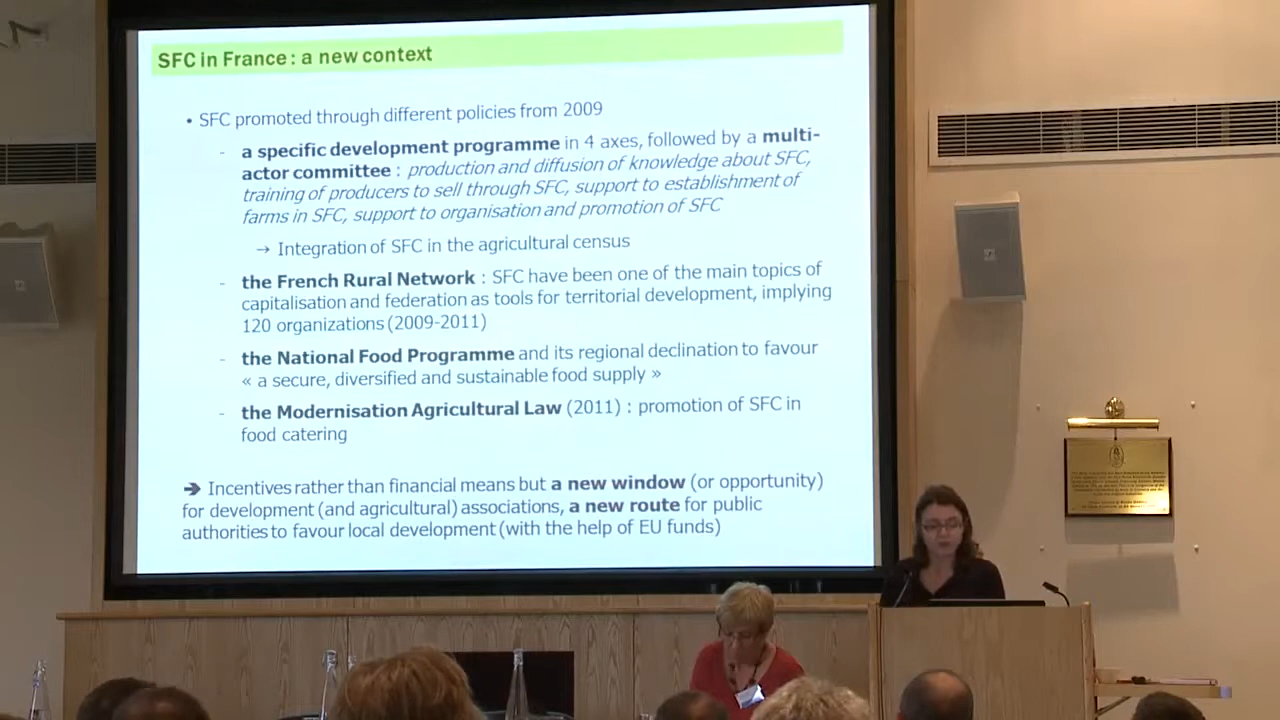 SFC in France : a new context
• SFC promoted through different policies from 2009
- a specific development programme in 4 axes, followed by a multi-
actor committee : production and diffusion of knowledge about SFC,
training of producers to sell through SFC, support to establishment of
farms in SFC, support to organisation and promotion of SFC
→ Integration of SFC in the agricultural census
- the French Rural Network : SFC have been one of the main topics of
capitalisation and federation as tools for territorial development, implying
120 organizations (2009-2011)
- the National Food Programme and its regional declination to favour
« a secure, diversified and sustainable food supply »
- the Modernisation Agricultural Law (2011) : promotion of SFC in
food catering
➔ Incentives rather than financial means but a new window (or opportunity)
for development (and agricultural) associations, a new route for public
authorities to favour local development (with the help of EU funds)